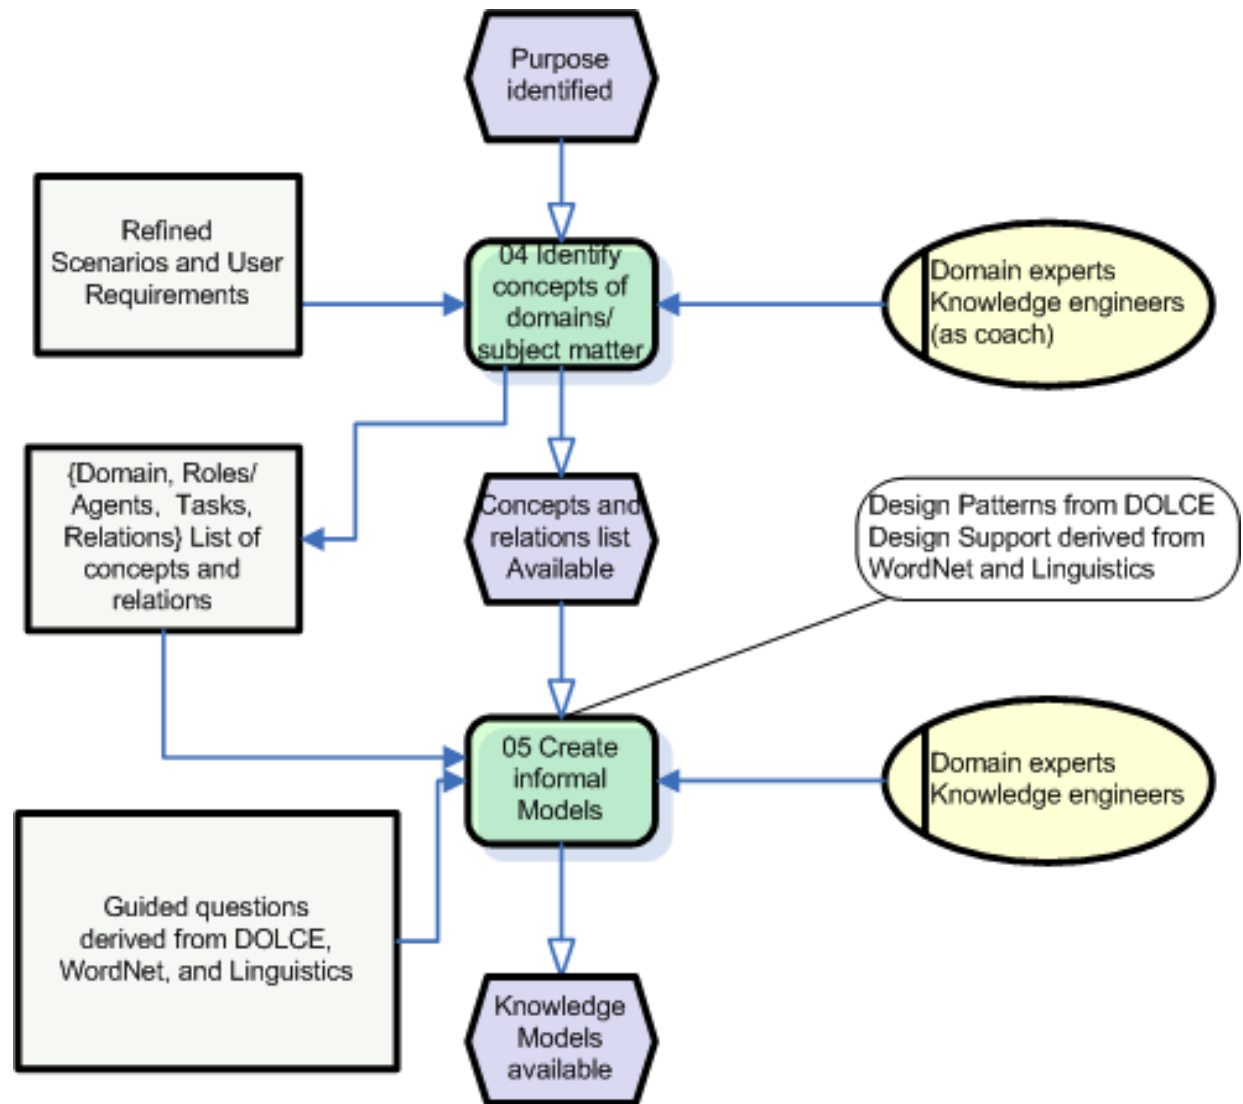 Purpose
identified
Refined
Scenarios and User
Requirements
04 Identify
concepts of
domains/
subject matter
Domain experts
Knowledge engineers
(as coach)
{Domain, Roles/
Agents, Tasks,
Relations} List of
concepts and
relations
Concepts and
relations list
Available
Design Patterns from DOLCE
Design Support derived from
WordNet and Linguistics
05 Create
informal
Models
Domain experts
Knowledge engineers
Guided questions
derived from DOLCE,
WordNet, and Linguistics
Knowledge
Models
available